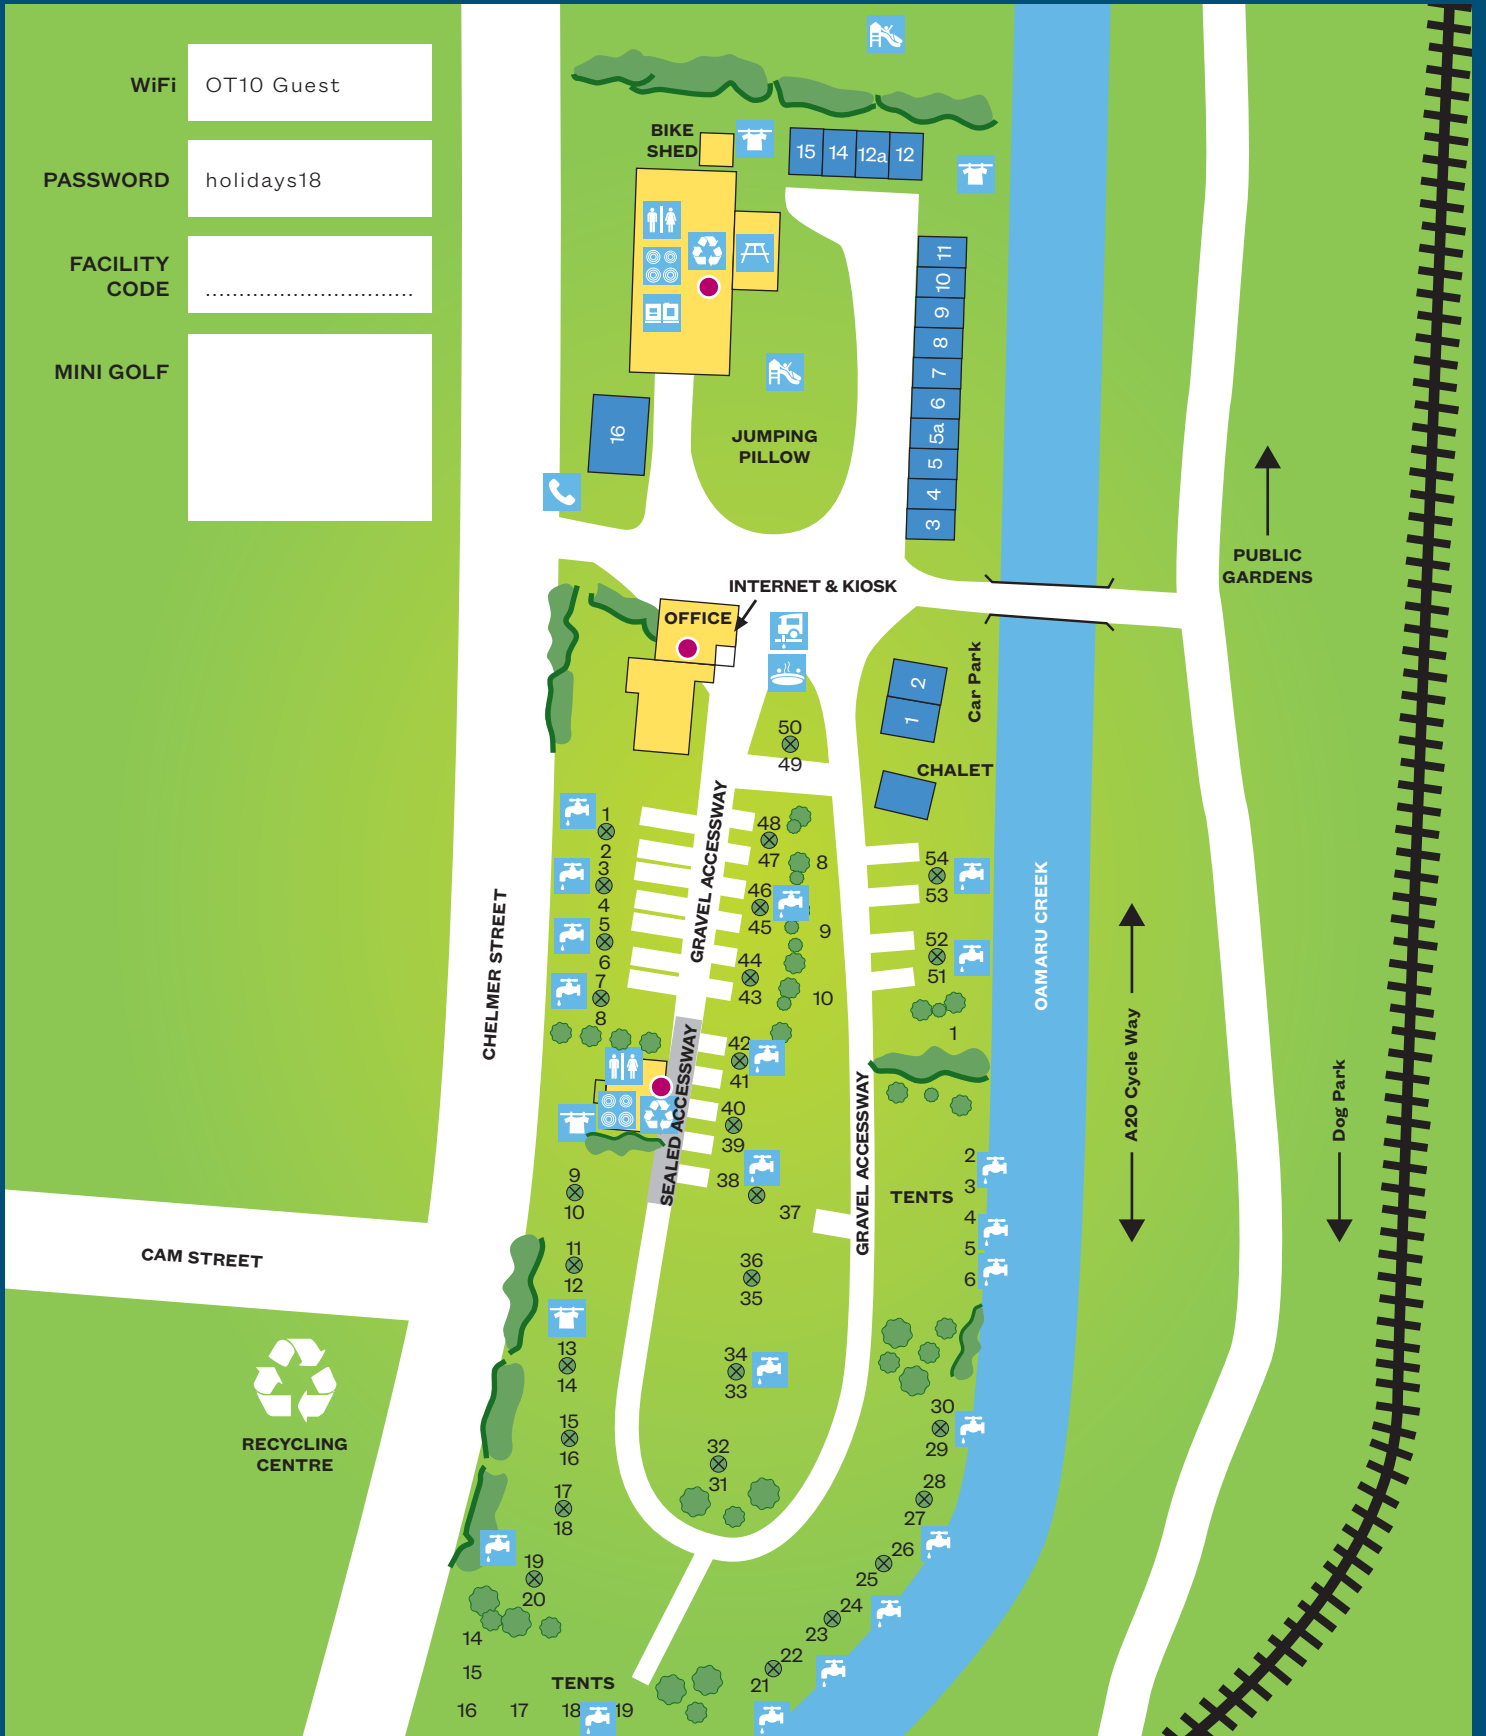 WiFi
OT10 Guest
PASSWORD
holidays18
FACILITY
CODE
..............................
MINI GOLF
BIKE
SHED
15 14 12a 12
11
10
9
8
7
6
5a
5
4
3
16
JUMPING
PILLOW
PUBLIC
GARDENS
INTERNET & KIOSK
OFFICE
Car Park
2
1
CHALET
50
49
GRAVEL ACCESSWAY
1
2
3
4
5
6
7
8
48
47
46
45
44
43
42
41
40
39
38
37
8
9
10
54
53
52
51
1
CHELMER STREET
OAMARU CREEK
SEALED ACCESSWAY
GRAVEL ACCESSWAY
A2O Cycle Way
Dog Park
TENTS
2
3
4
5
6
9
10
11
12
13
14
15
16
17
18
19
20
36
35
34
33
32
31
30
29
28
27
26
25
24
23
22
21
CAM STREET
RECYCLING
CENTRE
14
15
16 17 18 19
TENTS